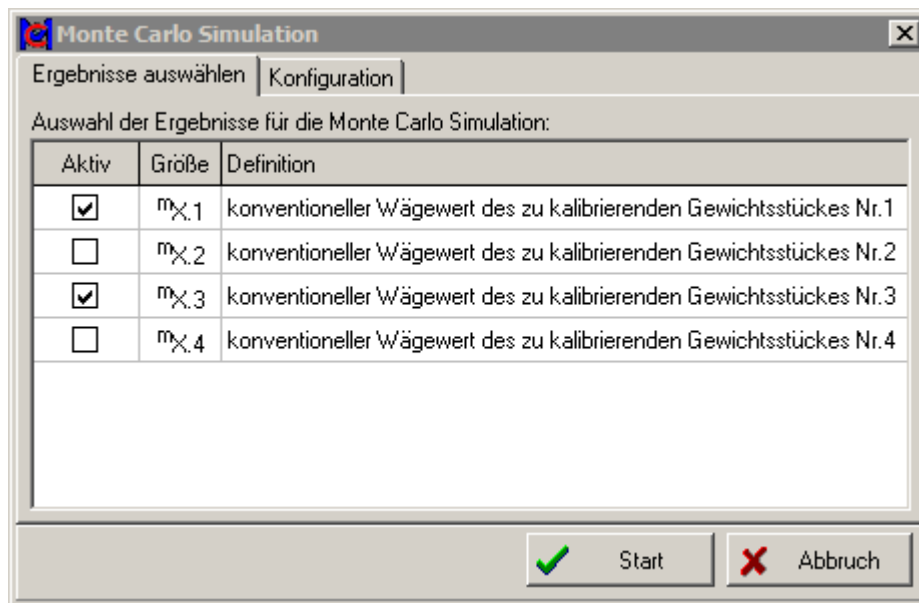 Monte Carlo Simulation
Ergebnisse auswählen Konfiguration
Auswahl der Ergebnisse für die Monte Carlo Simulation:
Aktiv Größe Definition
mX.1 konventioneller Wägewert des zu kalibrierenden Gewichtsstückes Nr.1
mX.2 konventioneller Wägewert des zu kalibrierenden Gewichtsstückes Nr.2
mX.3 konventioneller Wägewert des zu kalibrierenden Gewichtsstückes Nr.3
mX.4 konventioneller Wägewert des zu kalibrierenden Gewichtsstückes Nr.4
Start Abbruch